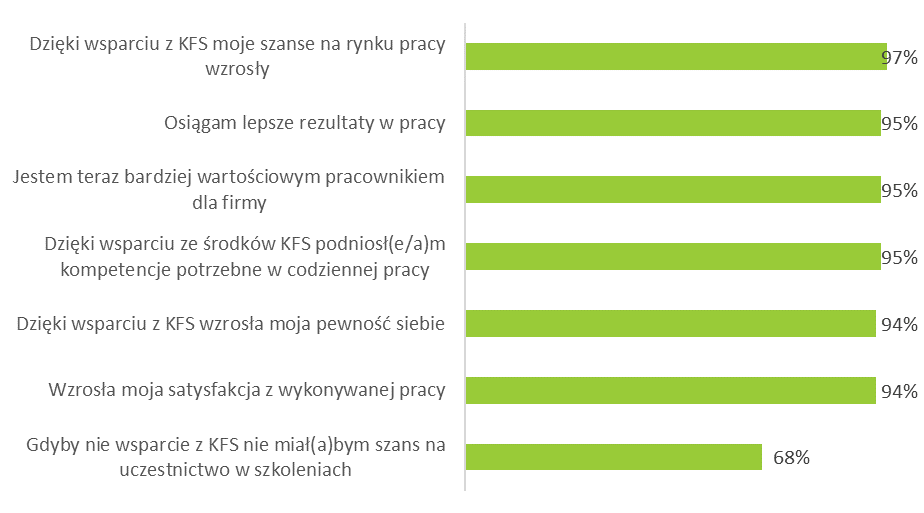 Dzięki wsparciu z KFS moje szanse na rynku pracy
wzrosły
97%
Osiągam lepsze rezultaty w pracy
95%
Jestem teraz bardziej wartościowym pracownikiem
dla firmy
95%
Dzięki wsparciu ze środków KFS podniosł(e/a)m
kompetencje potrzebne w codziennej pracy
95%
Dzięki wsparciu z KFS wzrosła moja pewność siebie
94%
Wzrosła moja satysfakcja z wykonywanej pracy
94%
Gdyby nie wsparcie z KFS nie miał(a)bym szans na
uczestnictwo w szkoleniach
68%